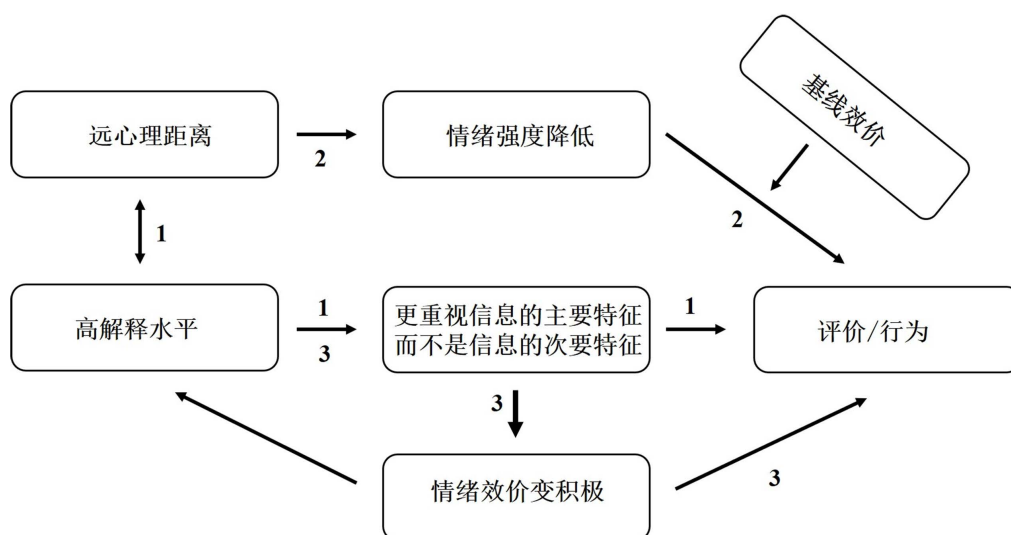 基线效价
远心理距离
2
情绪强度降低
2
1
高解释水平
1
3
更重视信息的主要特征
而不是信息的次要特征
1
评价/行为
3
情绪效价变积极
3